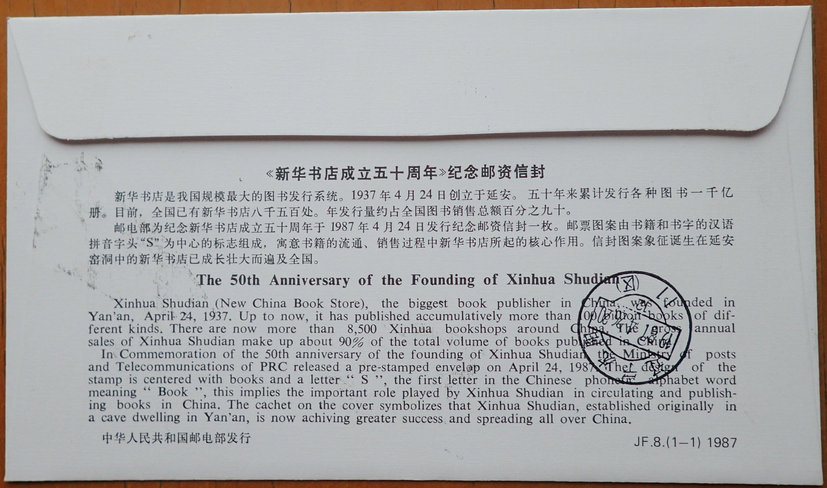 《新华书店成立五十周年》纪念邮资信封
新华书店是我国规模最大的图书发行系统。1937年4月24日创立于延安。五十年来累计发行各种图书一千亿
册。目前，全国已有新华书店八千五百处。年发行量约占全国图书销售总额百分之九十。
邮电部为纪念新华书店成立五十周年于1987年4月24日发行纪念邮资信封一枚。邮票图案由书籍和书字的汉语
拼音字头“S”为中心的标志组成，寓意书籍的流通、销售过程中新华书店所起的核心作用。信封图案象征诞生在延安
窑洞中的新华书店已成长壮大而遍及全国。
The 50th Anniversary of the Founding of Xinhua Shudian
Xinhua Shudian (New China Book Store), the biggest book publisher in China, was founded in
Yan'an, April 24, 1937. Up to now, it has published accumulatively more than 100 billion books of dif-
ferent kinds. There are now more than 8,500 Xinhua bookshops around China. gross annual
sales of Xinhua Shudian make up about 90% of the total volume of books published in China.
In Commemoration of the 50th anniversary of the founding of Xinhua Shudian, the Ministry of posts
and Telecommunications of PRC released a pre-stamped envelop on April 24, 1987. The design of the
stamp is centered with books and a letter “ S ”, the first letter in the Chinese phonetic alphabet word
meaning “ Book ”, this implies the important role played by Xinhua Shudian in circulating and publish-
ing books in China. The cachet on the cover symbolizes that Xinhua Shudian, established originally in
a cave dwelling in Yan'an, is now achiving greater success and spreading all over China.
中华人民共和国邮电部发行
JF.8.(1-1) 1987